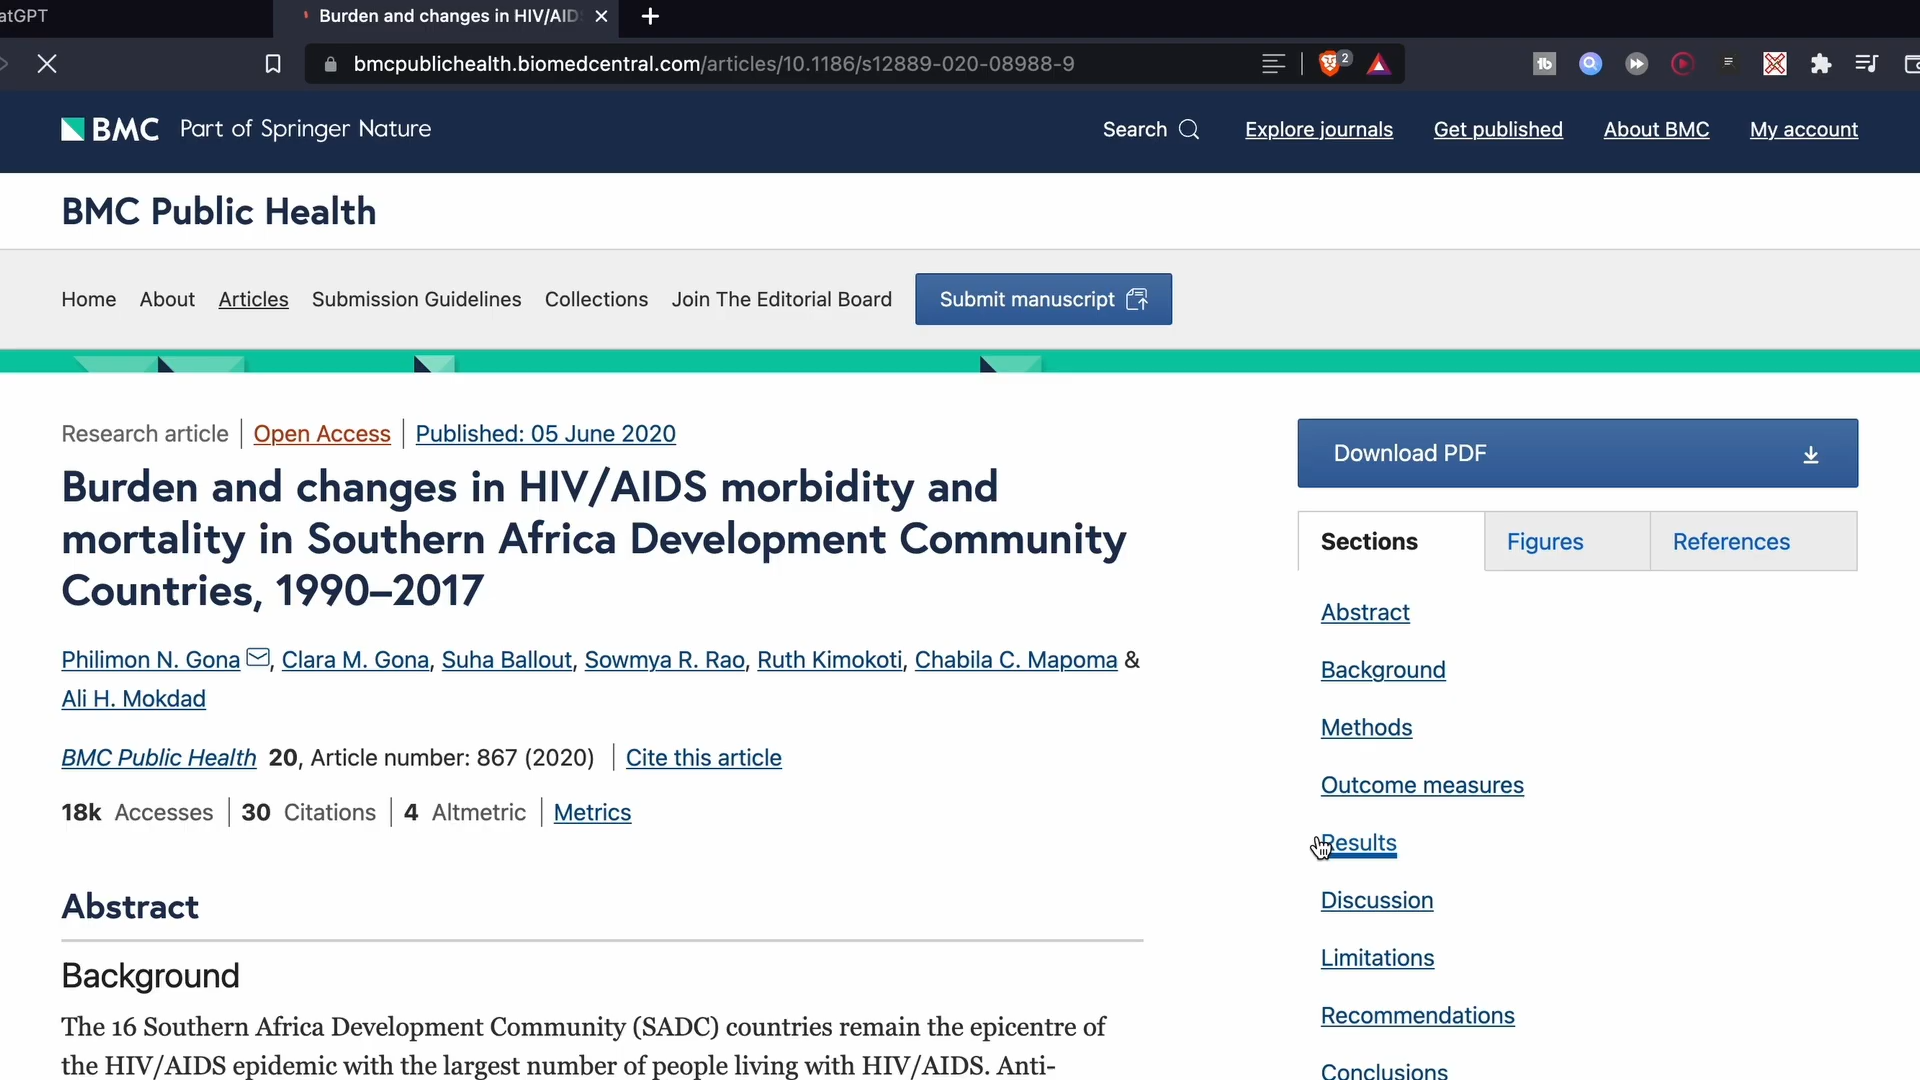 atGPT
Burden and changes in HIV/AID
bmcpublichealth.biomedcentral.com/articles/10.1186/s12889-020-08988-9
2
tb
BMC Part of Springer Nature
Search
Explore journals
Get published
About BMC
My account
BMC Public Health
Home About Articles Submission Guidelines Collections Join The Editorial Board Submit manuscript
Research article Open Access Published: 05 June 2020
Burden and changes in HIV/AIDS morbidity and
mortality in Southern Africa Development Community
Countries, 1990–2017
Philimon N. Gona, Clara M. Gona, Suha Ballout, Sowmya R. Rao, Ruth Kimokoti, Chabila C. Mapoma &
Ali H. Mokdad
BMC Public Health 20, Article number: 867 (2020) Cite this article
18k Accesses 30 Citations 4 Altmetric Metrics
Abstract
Background
The 16 Southern Africa Development Community (SADC) countries remain the epicentre of
the HIV/AIDS epidemic with the largest number of people living with HIV/AIDS. Anti-
Download PDF
Sections Figures References
Abstract
Background
Methods
Outcome measures
Results
Discussion
Limitations
Recommendations
Conclusions